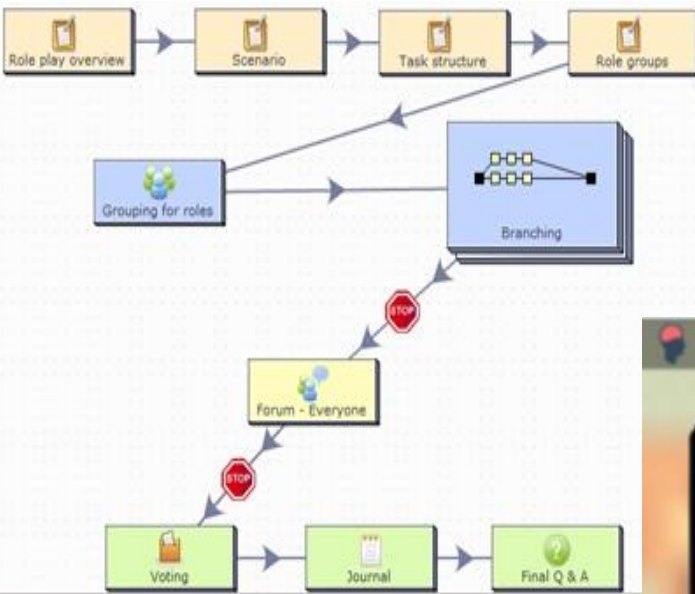 Role play overview
Scenario
Task structure
Role groups
Grouping for roles
Branching
STOP
Forum - Everyone
STOP
Voting
Journal
Final Q & A